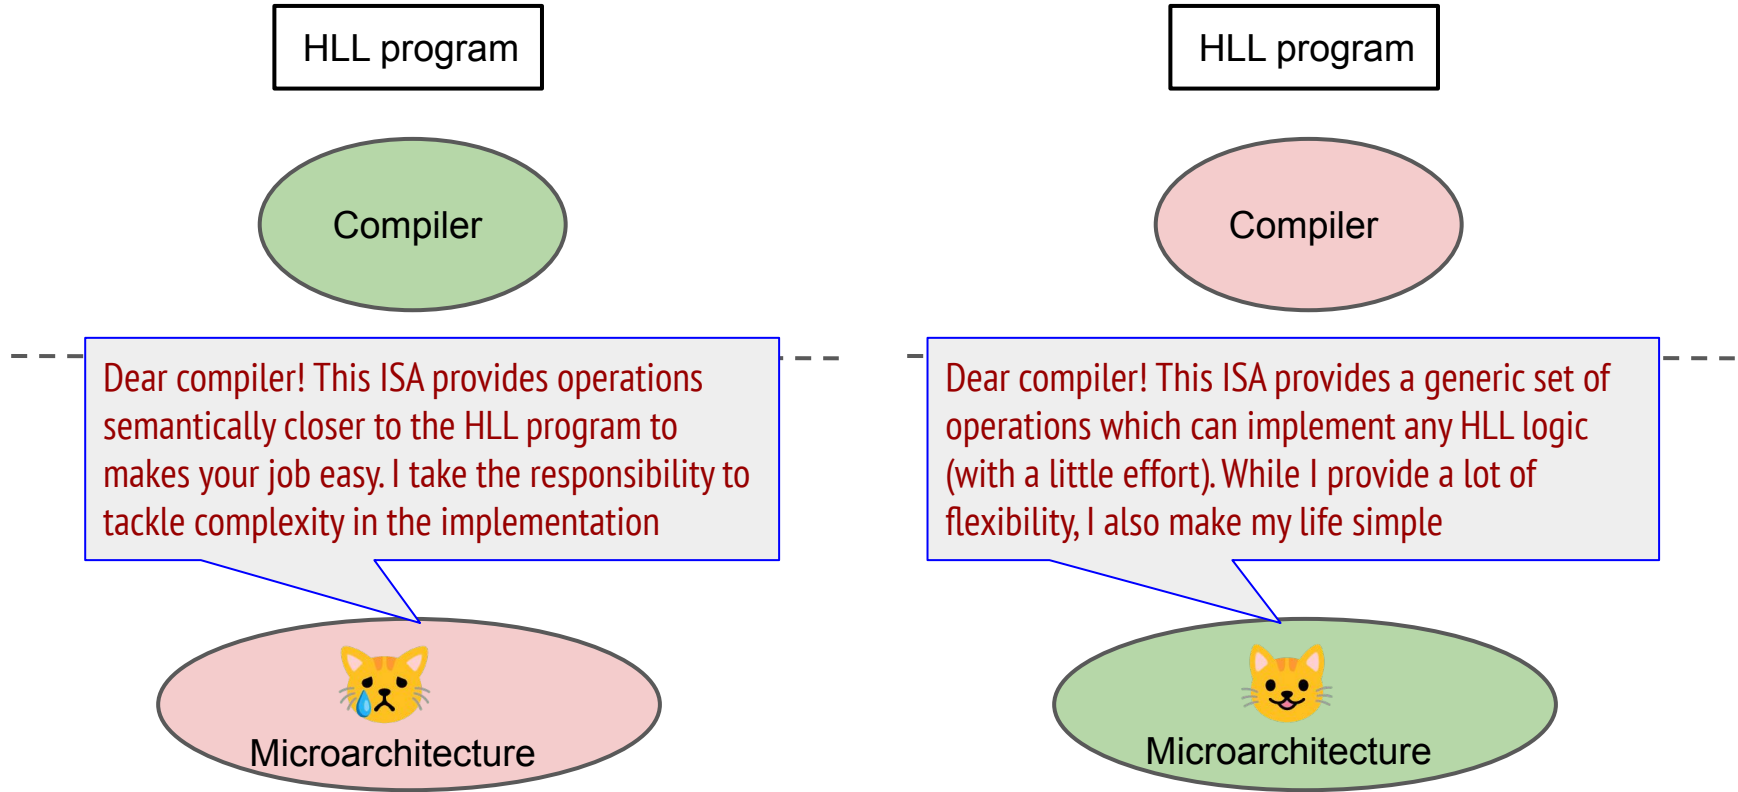 HLL program
Compiler
Dear compiler! This ISA provides operations
semantically closer to the HLL program to
makes your job easy. I take the responsibility to
tackle complexity in the implementation
Microarchitecture
HLL program
Compiler
Dear compiler! This ISA provides a generic set of
operations which can implement any HLL logic
(with a little effort). While I provide a lot of
flexibility, I also make my life simple
Microarchitecture